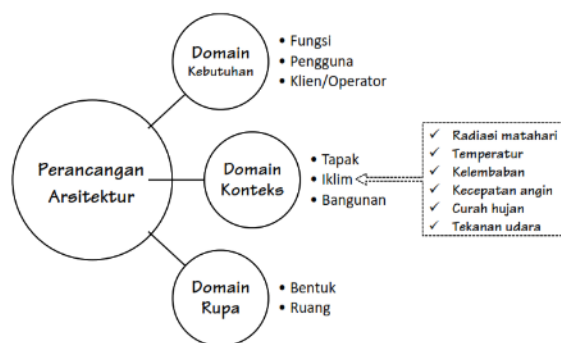 Domain
Kebutuhan
• Fungsi
• Pengguna
• Klien/Operator
Perancangan
Arsitektur
Domain
Konteks
• Tapak
• Iklim
• Bangunan
✓ Radiasi matahari
✓ Temperatur
✓ Kelembaban
✓ Kecepatan angin
✓ Curah hujan
✓ Tekanan udara
Domain
Rupa
• Bentuk
• Ruang